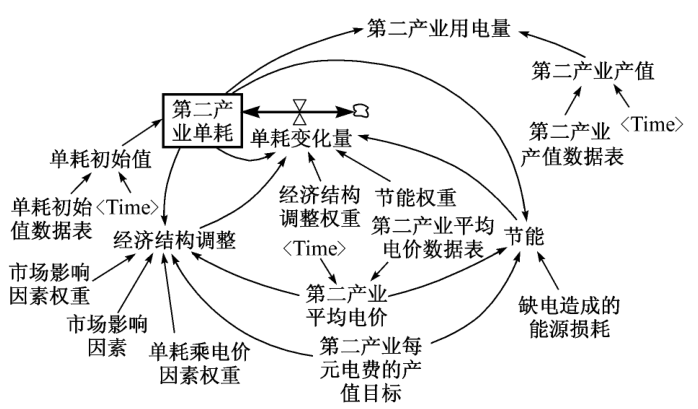 第二产业用电量
第二产业产值
第二产
业单耗
单耗变化量
第二产业
产值数据表
<Time>
单耗初始值
单耗初始
值数据表
<Time>
经济结构
调整权重
节能权重
经济结构调整
<Time>
第二产业平均
电价数据表
节能
市场影响
因素权重
市场影响
因素
单耗乘电价
因素权重
第二产业
平均电价
缺电造成的
能源损耗
第二产业每
元电费的产
值目标